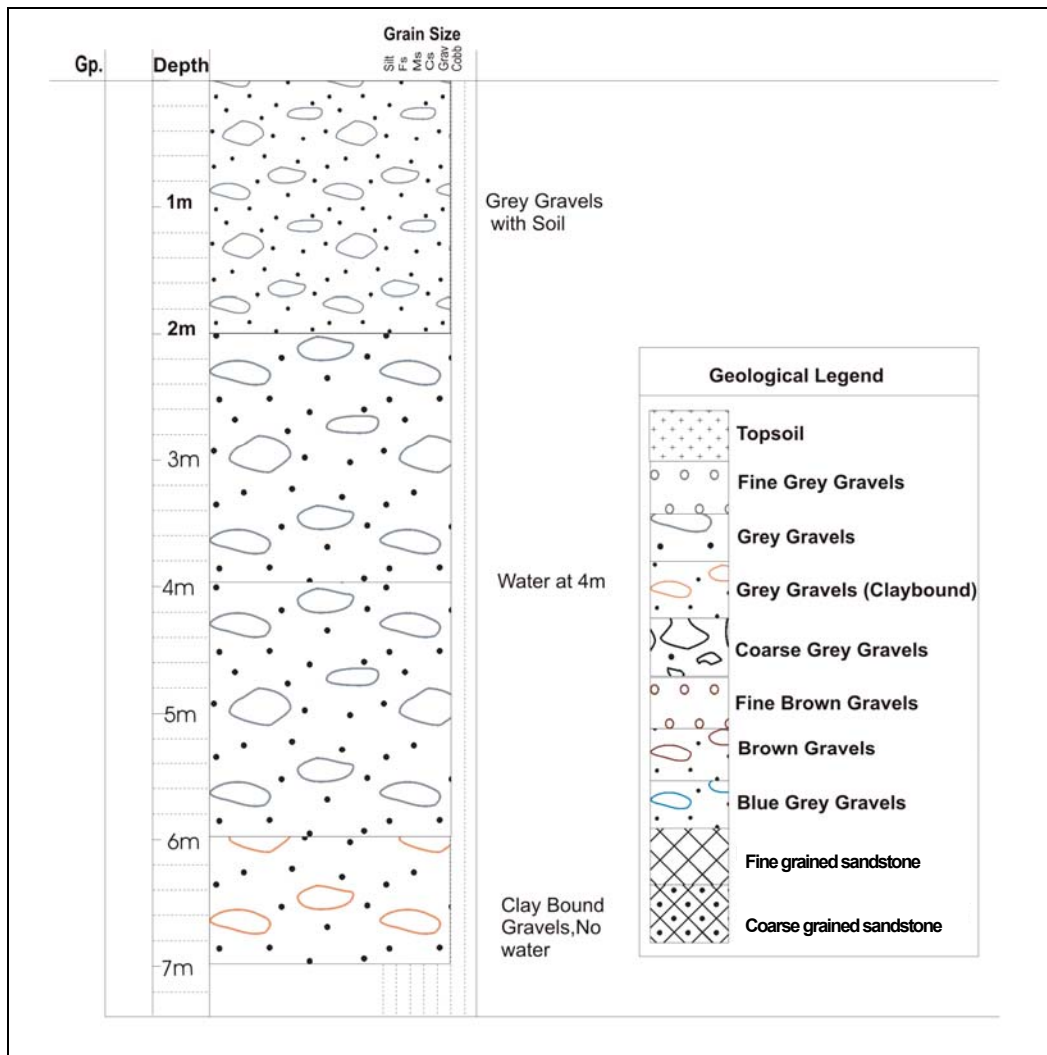 Grain Size
Gp.
Depth
Silt
Fs
Ms
Cs
Grav
Cobb
1m
Grey Gravels
with Soil
2m
3m
Water at 4m
4m
5m
6m
Clay Bound
Gravels,No
water
7m
Geological Legend
Topsoil
Fine Grey Gravels
Grey Gravels
Grey Gravels (Claybound)
Coarse Grey Gravels
Fine Brown Gravels
Brown Gravels
Blue Grey Gravels
Fine grained sandstone
Coarse grained sandstone